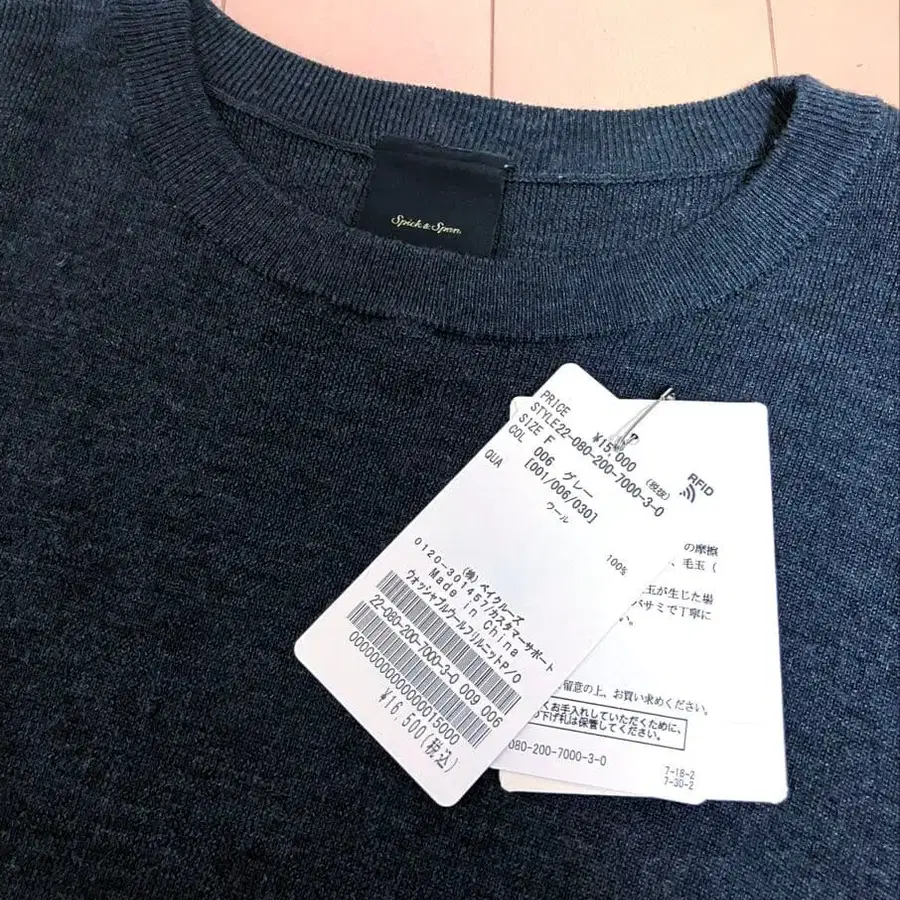 Spick & Span
PRICE ¥15,000 (税抜)
STYLE22-080-200-7000-3-0
SIZE F
COL 006 グレー
[001/006/030]
QUA ウール 100%
(株) ベイクルーズ
0120-301457/カスタマーサポート
Made in China
ウォッシャブルウールフリルニットP/O
22-080-200-7000-3-0 009 006
0000000000000015000
¥16,500(税込)
RFID
の摩擦
、毛玉(
玉が生じた場
バサミで丁寧に
い。
留意の上、お買い求めください。
くお手入れしていただくために、
の下げ札は保管してください。
080-200-7000-3-0
7-18-2
7-30-2